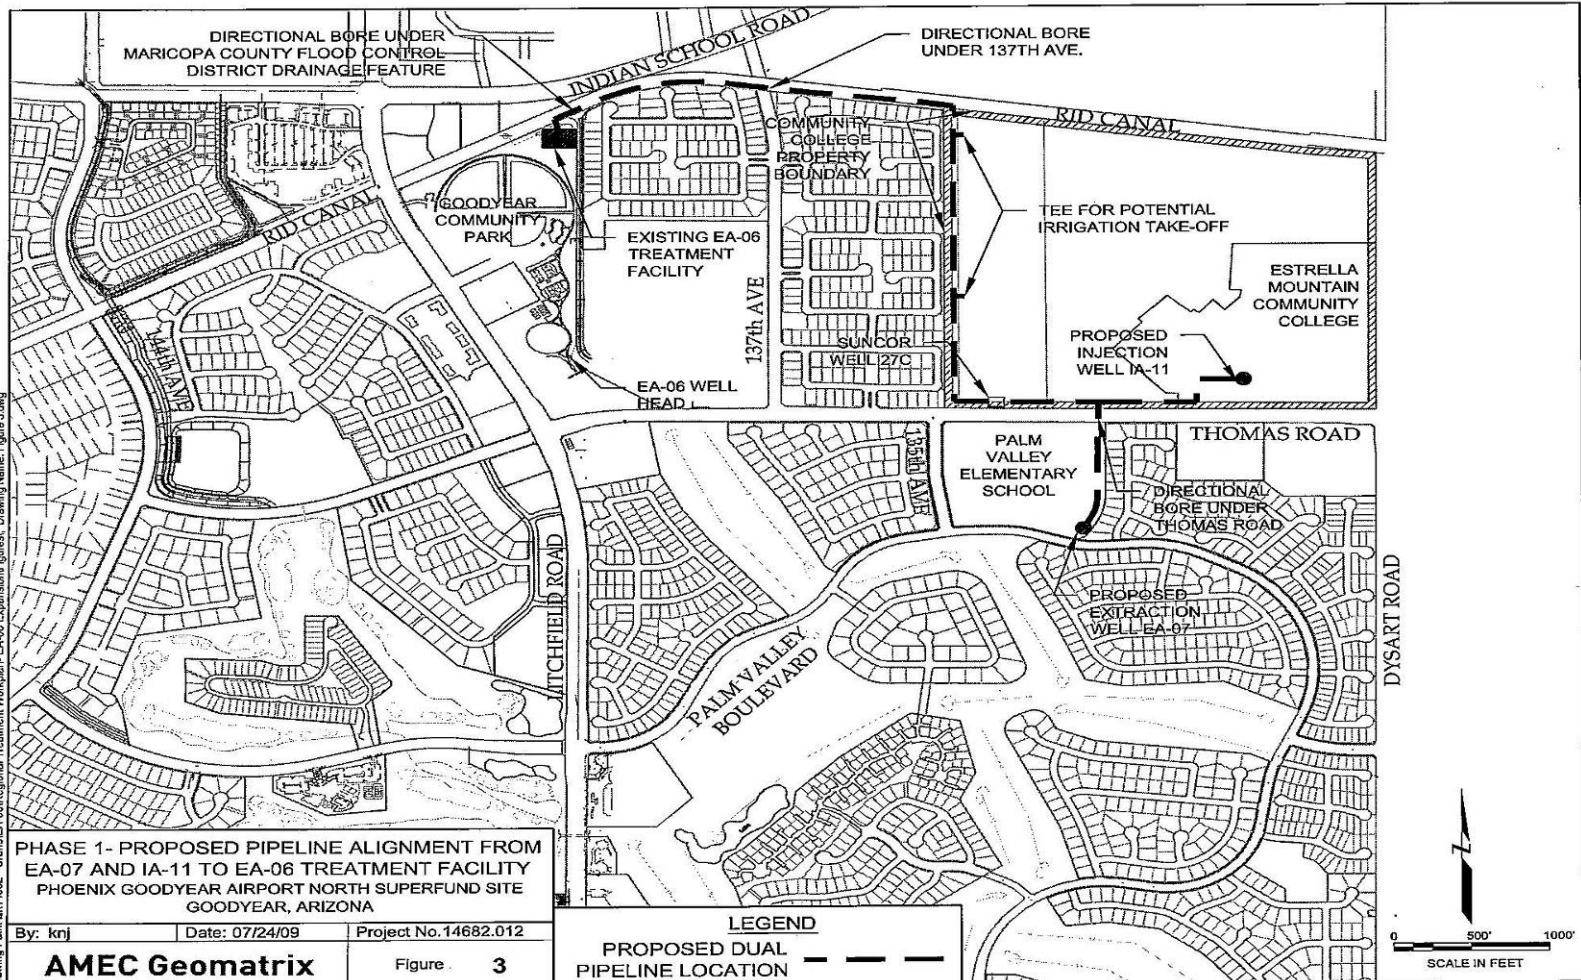 DIRECTIONAL BORE UNDER
MARICOPA COUNTY FLOOD CONTROL
DISTRICT DRAINAGE FEATURE
INDIAN SCHOOL ROAD
DIRECTIONAL BORE
UNDER 137TH AVE.
RID CANAL
COMMUNITY
COLLEGE
PROPERTY
BOUNDARY
GOODYEAR
COMMUNITY
PARK
RID CANAL
EXISTING EA-06
TREATMENT
FACILITY
TEE FOR POTENTIAL
IRRIGATION TAKE-OFF
ESTRELLA
MOUNTAIN
COMMUNITY
COLLEGE
137th AVE
144th AVE
SUNCOR
WELL 27C
PROPOSED
INJECTION
WELL IA-11
EA-06 WELL
HEAD
THOMAS ROAD
135th AVE
PALM
VALLEY
ELEMENTARY
SCHOOL
DIRECTIONAL
BORE UNDER
THOMAS ROAD
LITCHFIELD ROAD
PROPOSED
EXTRACTION
WELL EA-07
DYSART ROAD
PALM VALLEY
BOULEVARD
PHASE 1- PROPOSED PIPELINE ALIGNMENT FROM
EA-07 AND IA-11 TO EA-06 TREATMENT FACILITY
PHOENIX GOODYEAR AIRPORT NORTH SUPERFUND SITE
GOODYEAR, ARIZONA
By: knj Date: 07/24/09 Project No.14682.012
AMEC Geomatrix Figure 3
LEGEND
PROPOSED DUAL
PIPELINE LOCATION
0 500' 1000'
SCALE IN FEET